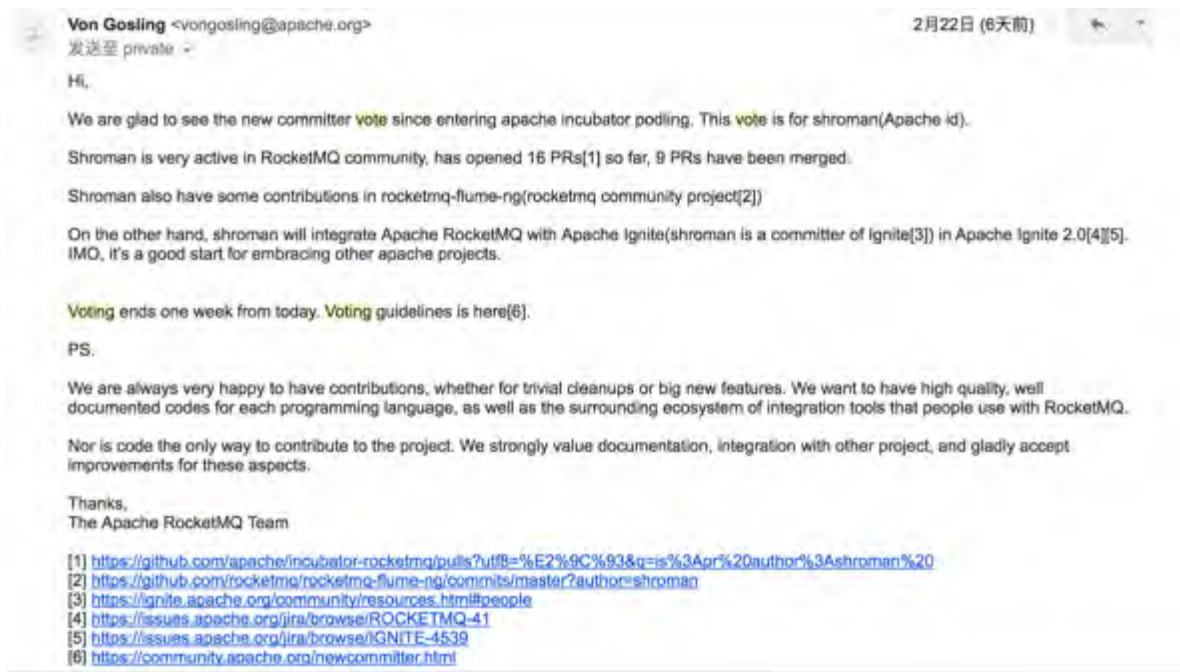 Von Gosling <vongosling@apache.org>
2月22日 (6天前)
发送至 private
Hi,
We are glad to see the new committer vote since entering apache incubator podling. This vote is for shroman(Apache id).
Shroman is very active in RocketMQ community, has opened 16 PRs[1] so far, 9 PRs have been merged.
Shroman also have some contributions in rocketmq-flume-ng(rocketmq community project[2])
On the other hand, shroman will integrate Apache RocketMQ with Apache Ignite(shroman is a committer of Ignite[3]) in Apache Ignite 2.0[4][5].
IMO, it's a good start for embracing other apache projects.
Voting ends one week from today. Voting guidelines is here[6].
PS.
We are always very happy to have contributions, whether for trivial cleanups or big new features. We want to have high quality, well
documented codes for each programming language, as well as the surrounding ecosystem of integration tools that people use with RocketMQ.
Nor is code the only way to contribute to the project. We strongly value documentation, integration with other project, and gladly accept
improvements for these aspects.
Thanks,
The Apache RocketMQ Team
[1] https://github.com/apache/incubator-rocketmq/pulls?utf8=%E2%9C%93&q=is%3Apr%20author%3Ashroman%20
[2] https://github.com/rocketmq/rocketmq-flume-ng/commits/master?author=shroman
[3] https://ignite.apache.org/community/resources.html#people
[4] https://issues.apache.org/jira/browse/ROCKETMQ-41
[5] https://issues.apache.org/jira/browse/IGNITE-4539
[6] https://community.apache.org/newcommitter.html